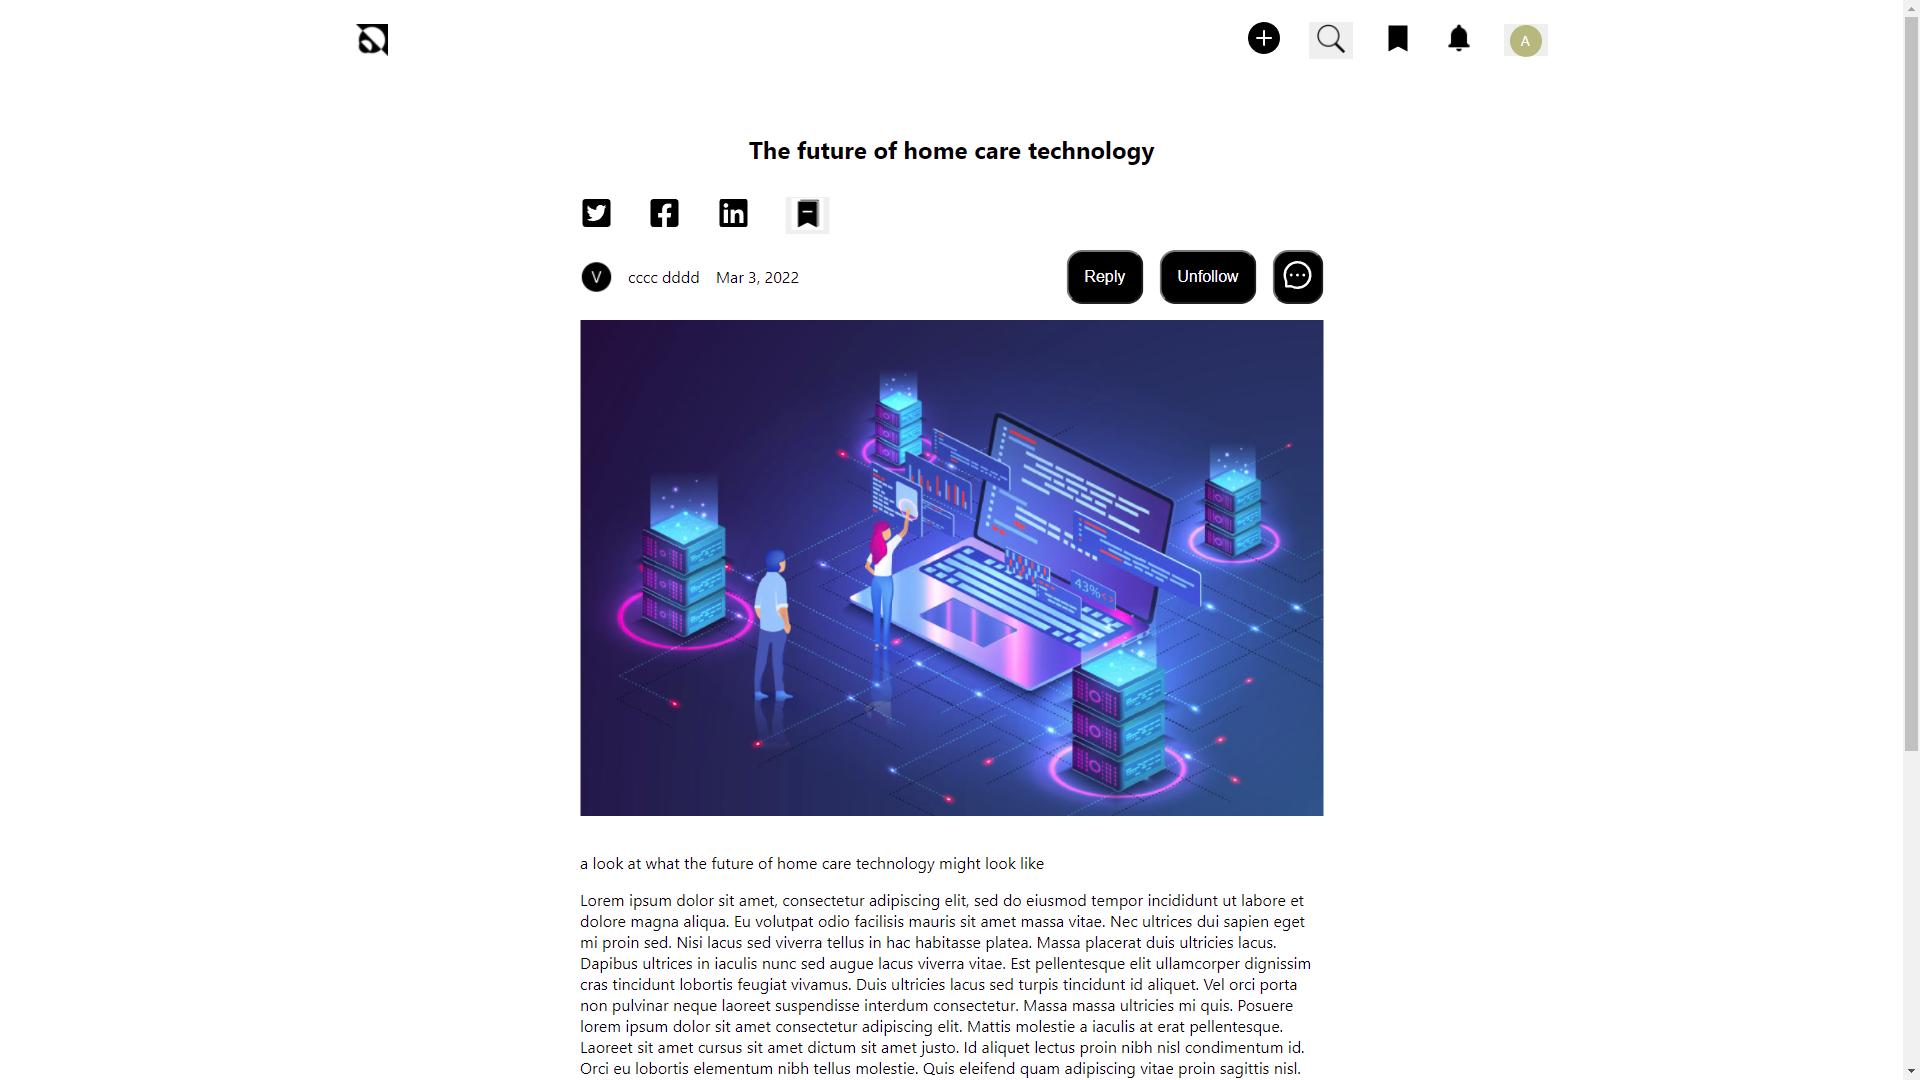 A
The future of home care technology
V cccc dddd Mar 3, 2022 Reply Unfollow
43%
a look at what the future of home care technology might look like
Lorem ipsum dolor sit amet, consectetur adipiscing elit, sed do eiusmod tempor incididunt ut labore et
dolore magna aliqua. Eu volutpat odio facilisis mauris sit amet massa vitae. Nec ultrices dui sapien eget
mi proin sed. Nisi lacus sed viverra tellus in hac habitasse platea. Massa placerat duis ultricies lacus.
Dapibus ultrices in iaculis nunc sed augue lacus viverra vitae. Est pellentesque elit ullamcorper dignissim
cras tincidunt lobortis feugiat vivamus. Duis ultricies lacus sed turpis tincidunt id aliquet. Vel orci porta
non pulvinar neque laoreet suspendisse interdum consectetur. Massa massa ultricies mi quis. Posuere
lorem ipsum dolor sit amet consectetur adipiscing elit. Mattis molestie a iaculis at erat pellentesque.
Laoreet sit amet cursus sit amet dictum sit amet justo. Id aliquet lectus proin nibh nisl condimentum id.
Orci eu lobortis elementum nibh tellus molestie. Quis eleifend quam adipiscing vitae proin sagittis nisl.